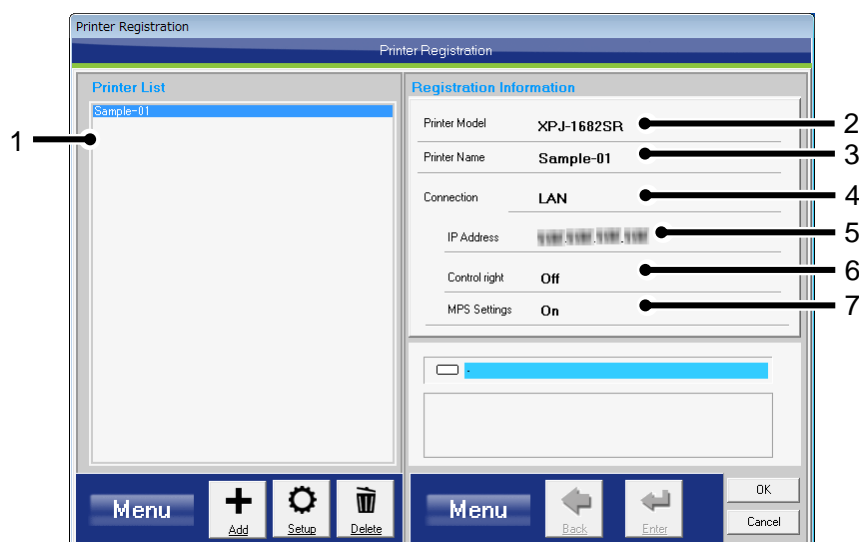 Printer Registration
Printer Registration
Printer List
Sample-01
1
Registration Information
Printer Model XPJ-1682SR 2
Printer Name Sample-01 3
Connection LAN 4
IP Address 5
Control right Off 6
MPS Settings On 7
-
Menu
Add
Setup
Delete
Menu
Back
Enter
OK
Cancel